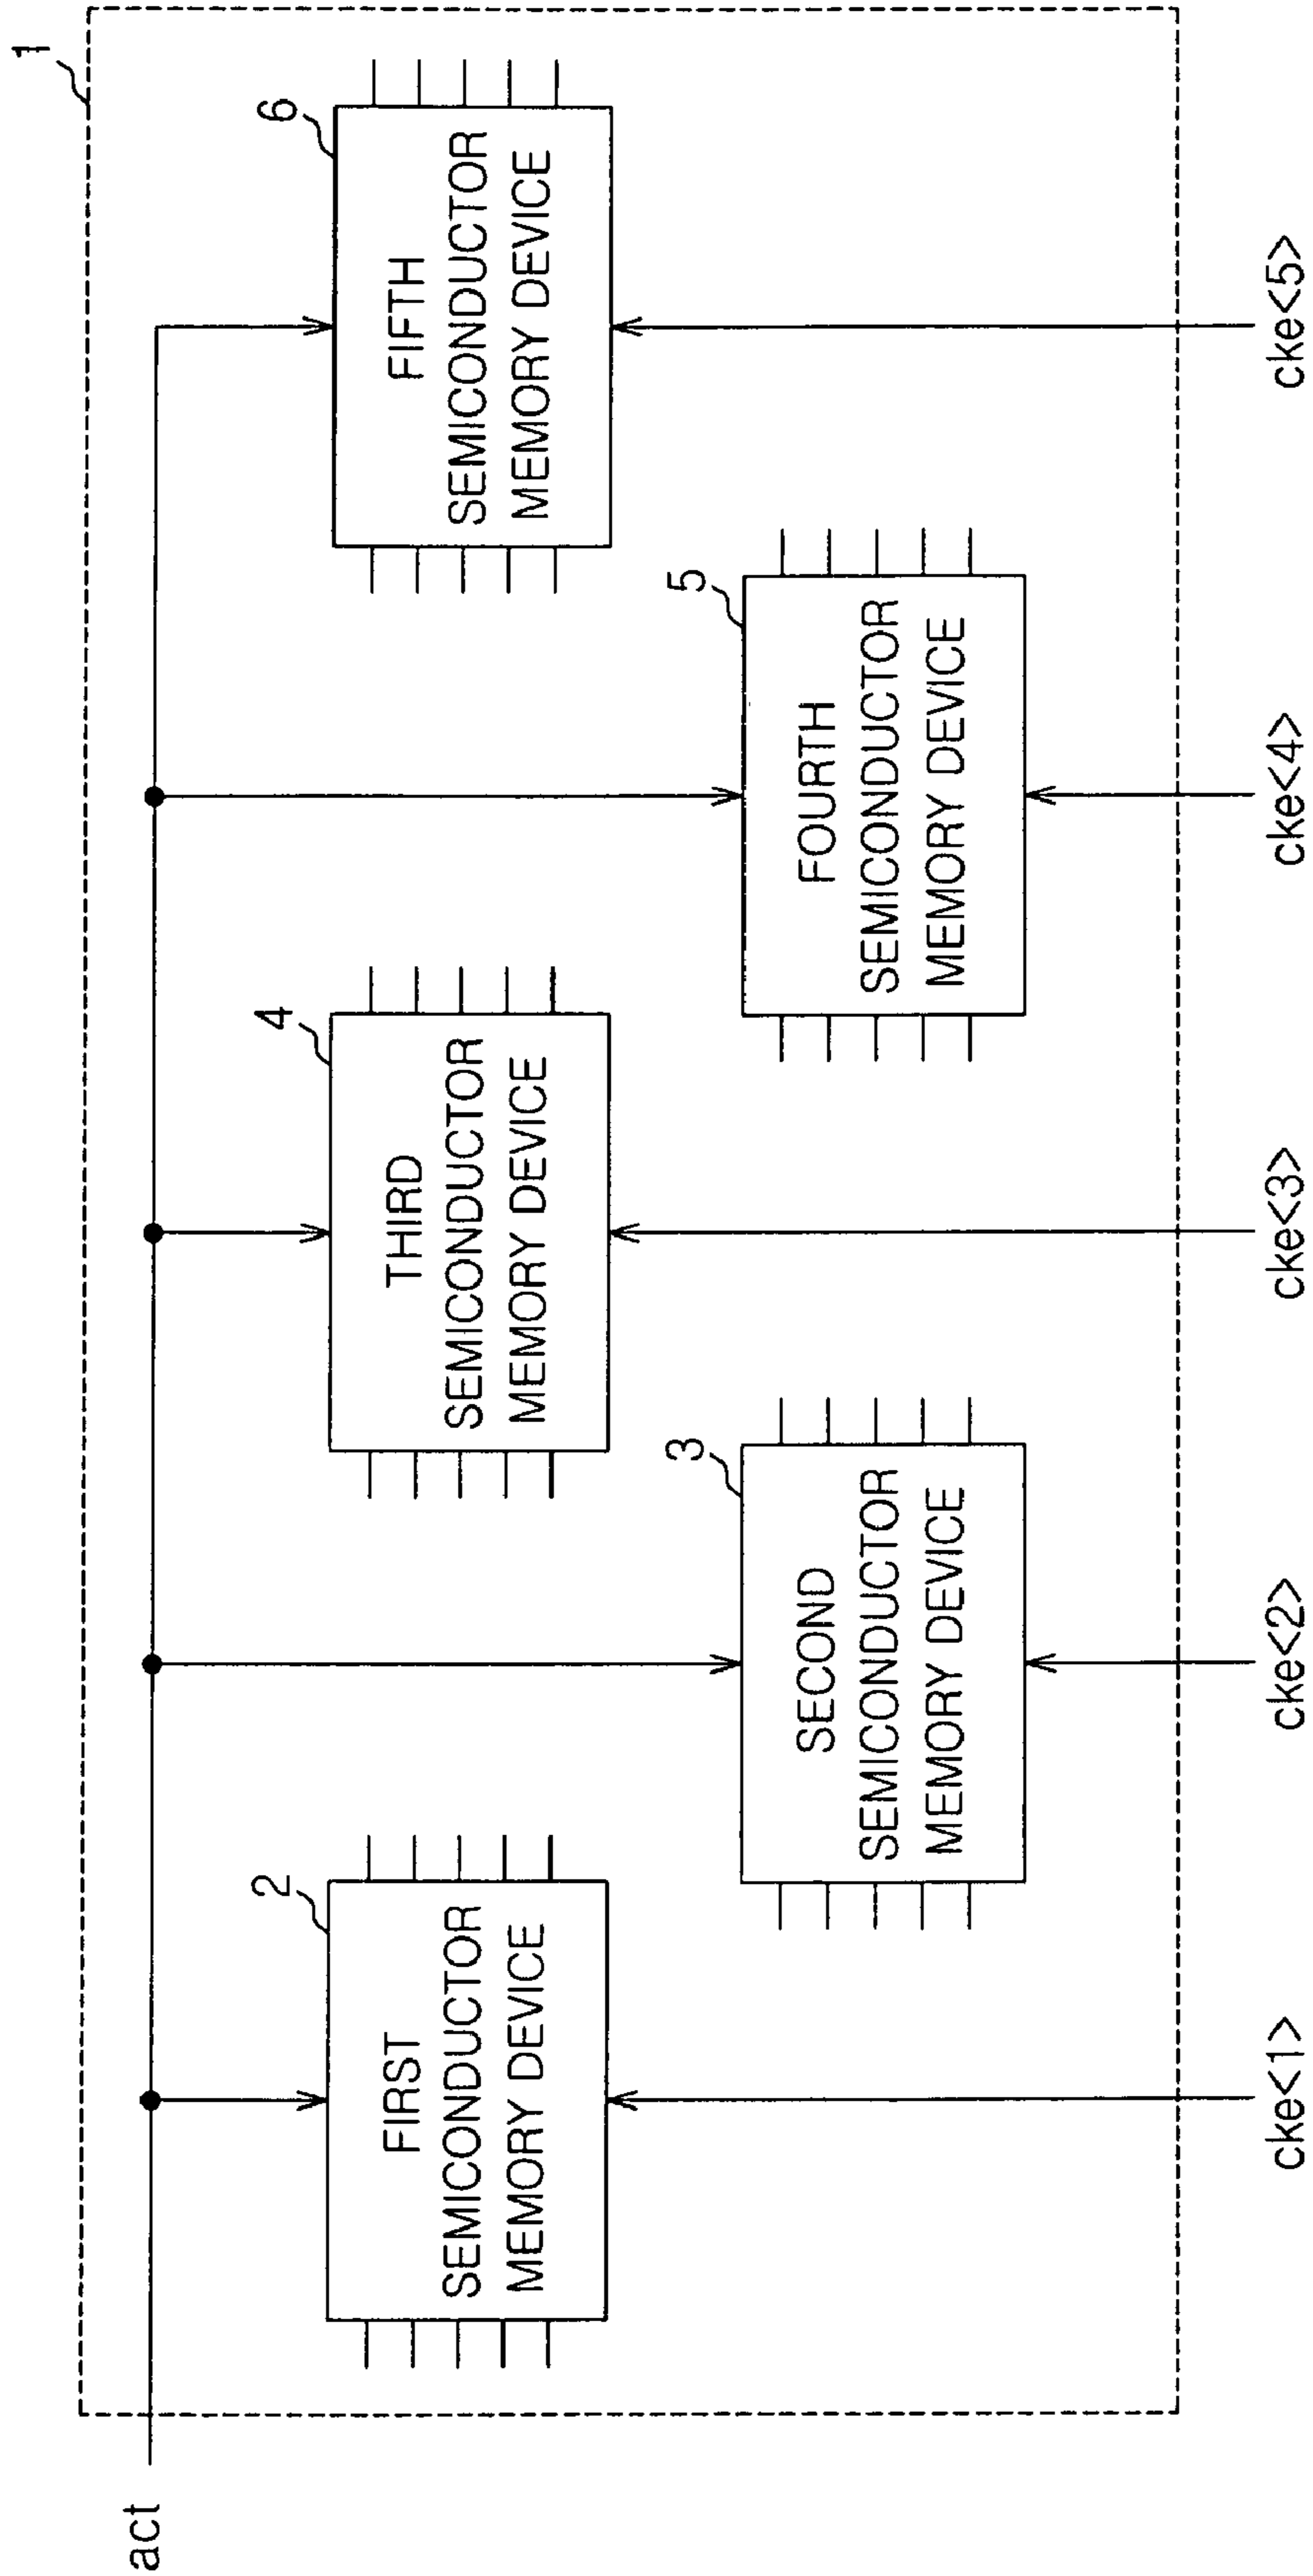 1
act
2
FIRST
SEMICONDUCTOR
MEMORY DEVICE
4
THIRD
SEMICONDUCTOR
MEMORY DEVICE
6
FIFTH
SEMICONDUCTOR
MEMORY DEVICE
3
SECOND
SEMICONDUCTOR
MEMORY DEVICE
5
FOURTH
SEMICONDUCTOR
MEMORY DEVICE
cke<1>
cke<2>
cke<3>
cke<4>
cke<5>